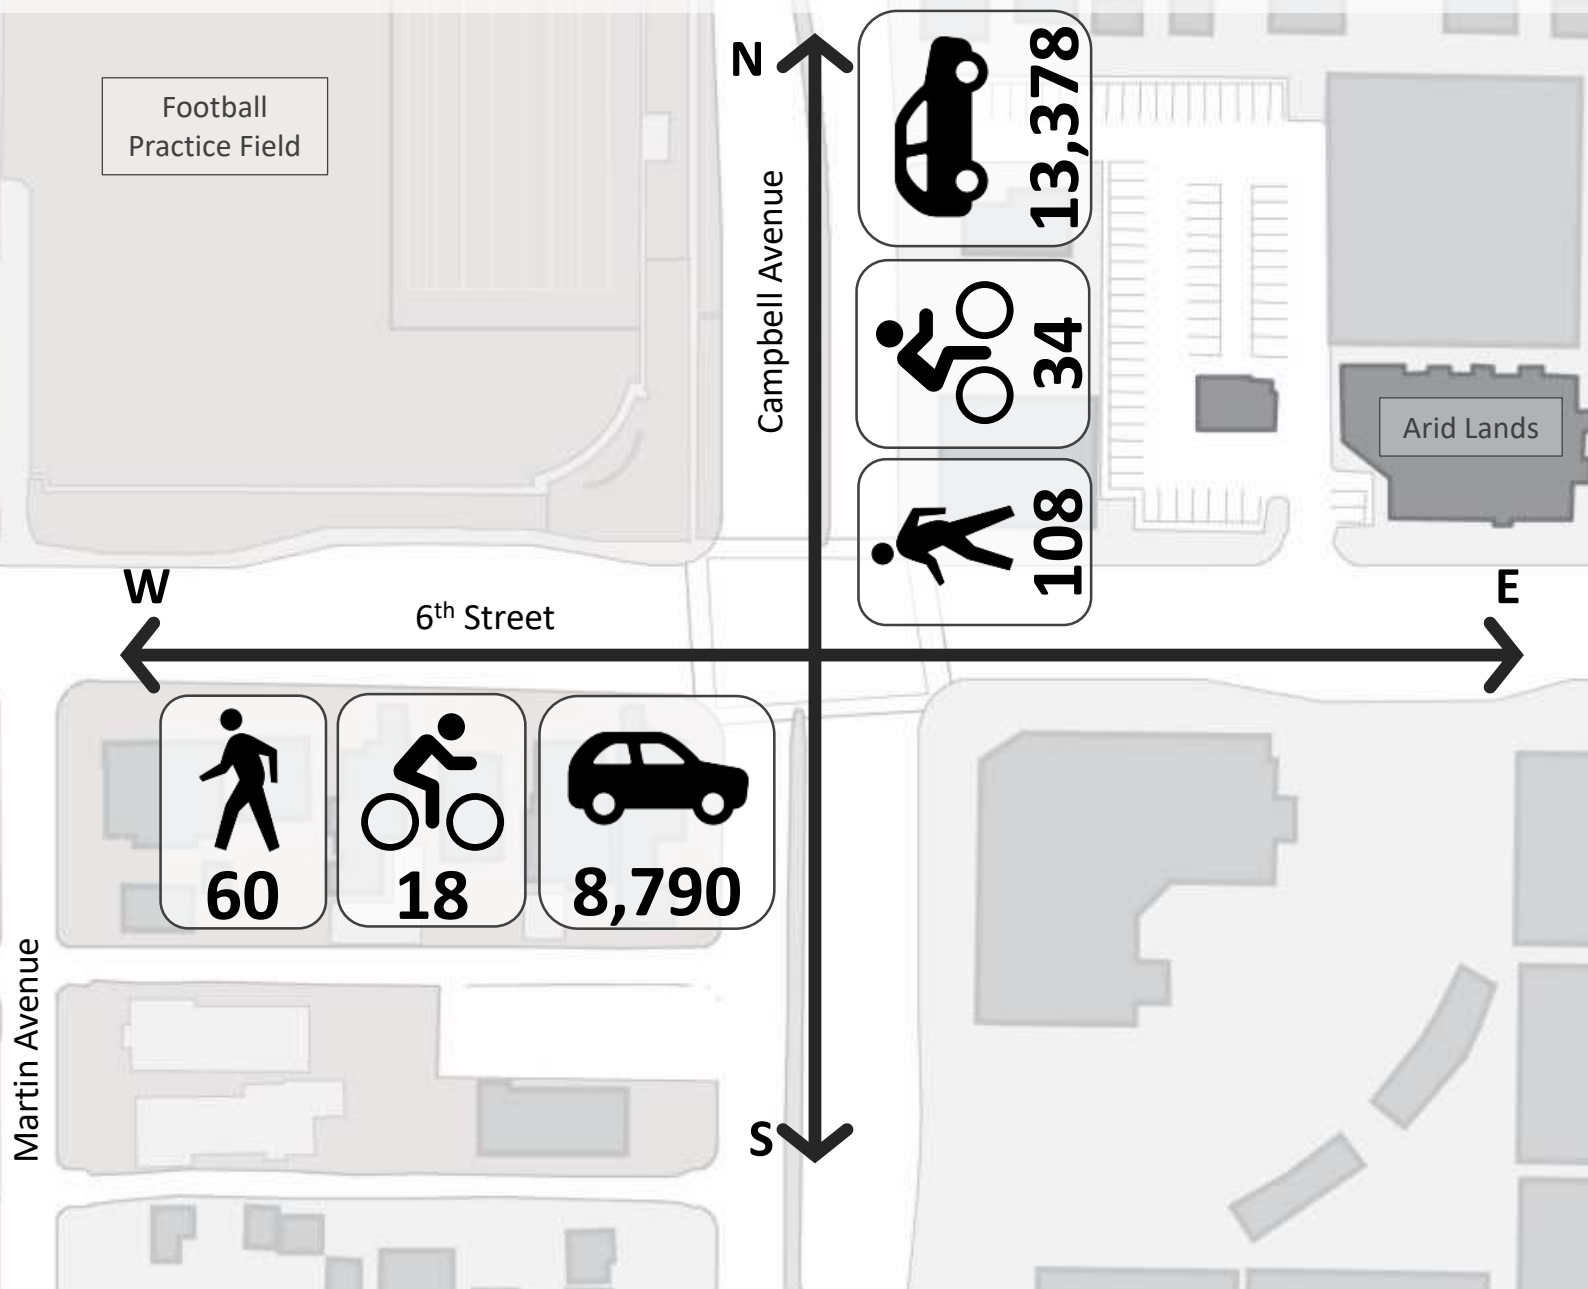 N
13,378
Football
Practice Field
Campbell Avenue
34
Arid Lands
108
W
E
6th Street
60
18
8,790
Martin Avenue
S